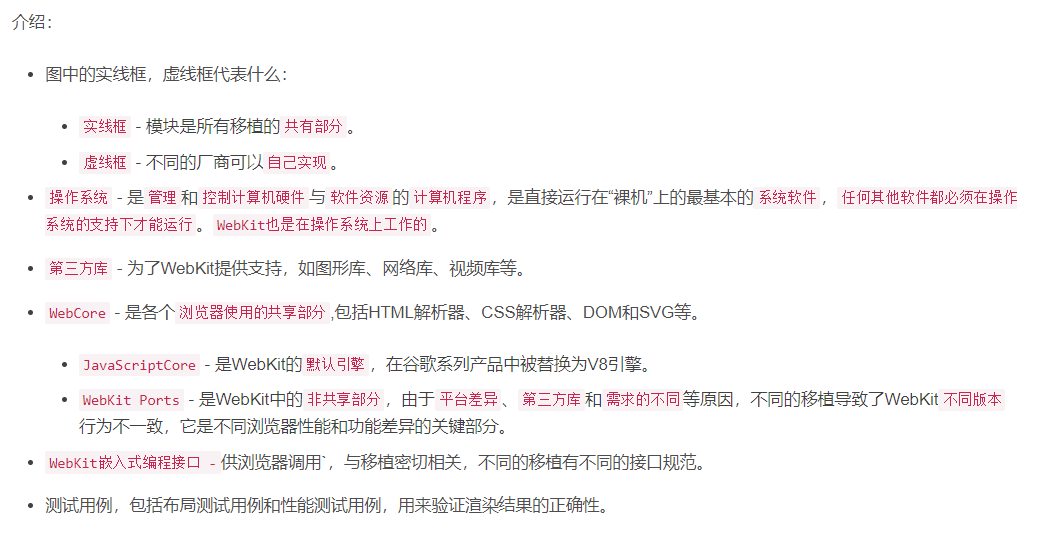 介绍：
图中的实线框，虚线框代表什么：
实线框 - 模块是所有移植的 共有部分 。
虚线框 - 不同的厂商可以 自己实现 。
操作系统 - 是 管理 和 控制计算机硬件 与 软件资源 的 计算机程序 ，是直接运行在“裸机”上的最基本的 系统软件 ， 任何其他软件都必须在操作
系统的支持下才能运行 。 WebKit也是在操作系统上工作的 。
第三方库 - 为了WebKit提供支持，如图形库、网络库、视频库等。
WebCore - 是各个 浏览器使用的共享部分 ,包括HTML解析器、CSS解析器、DOM和SVG等。
JavaScriptCore - 是WebKit的 默认引擎 ，在谷歌系列产品中被替换为V8引擎。
WebKit Ports - 是WebKit中的 非共享部分 ，由于 平台差异 、 第三方库 和 需求的不同 等原因，不同的移植导致了WebKit 不同版本
行为不一致，它是不同浏览器性能和功能差异的关键部分。
WebKit嵌入式编程接口 - 供浏览器调用`，与移植密切相关，不同的移植有不同的接口规范。
测试用例，包括布局测试用例和性能测试用例，用来验证渲染结果的正确性。